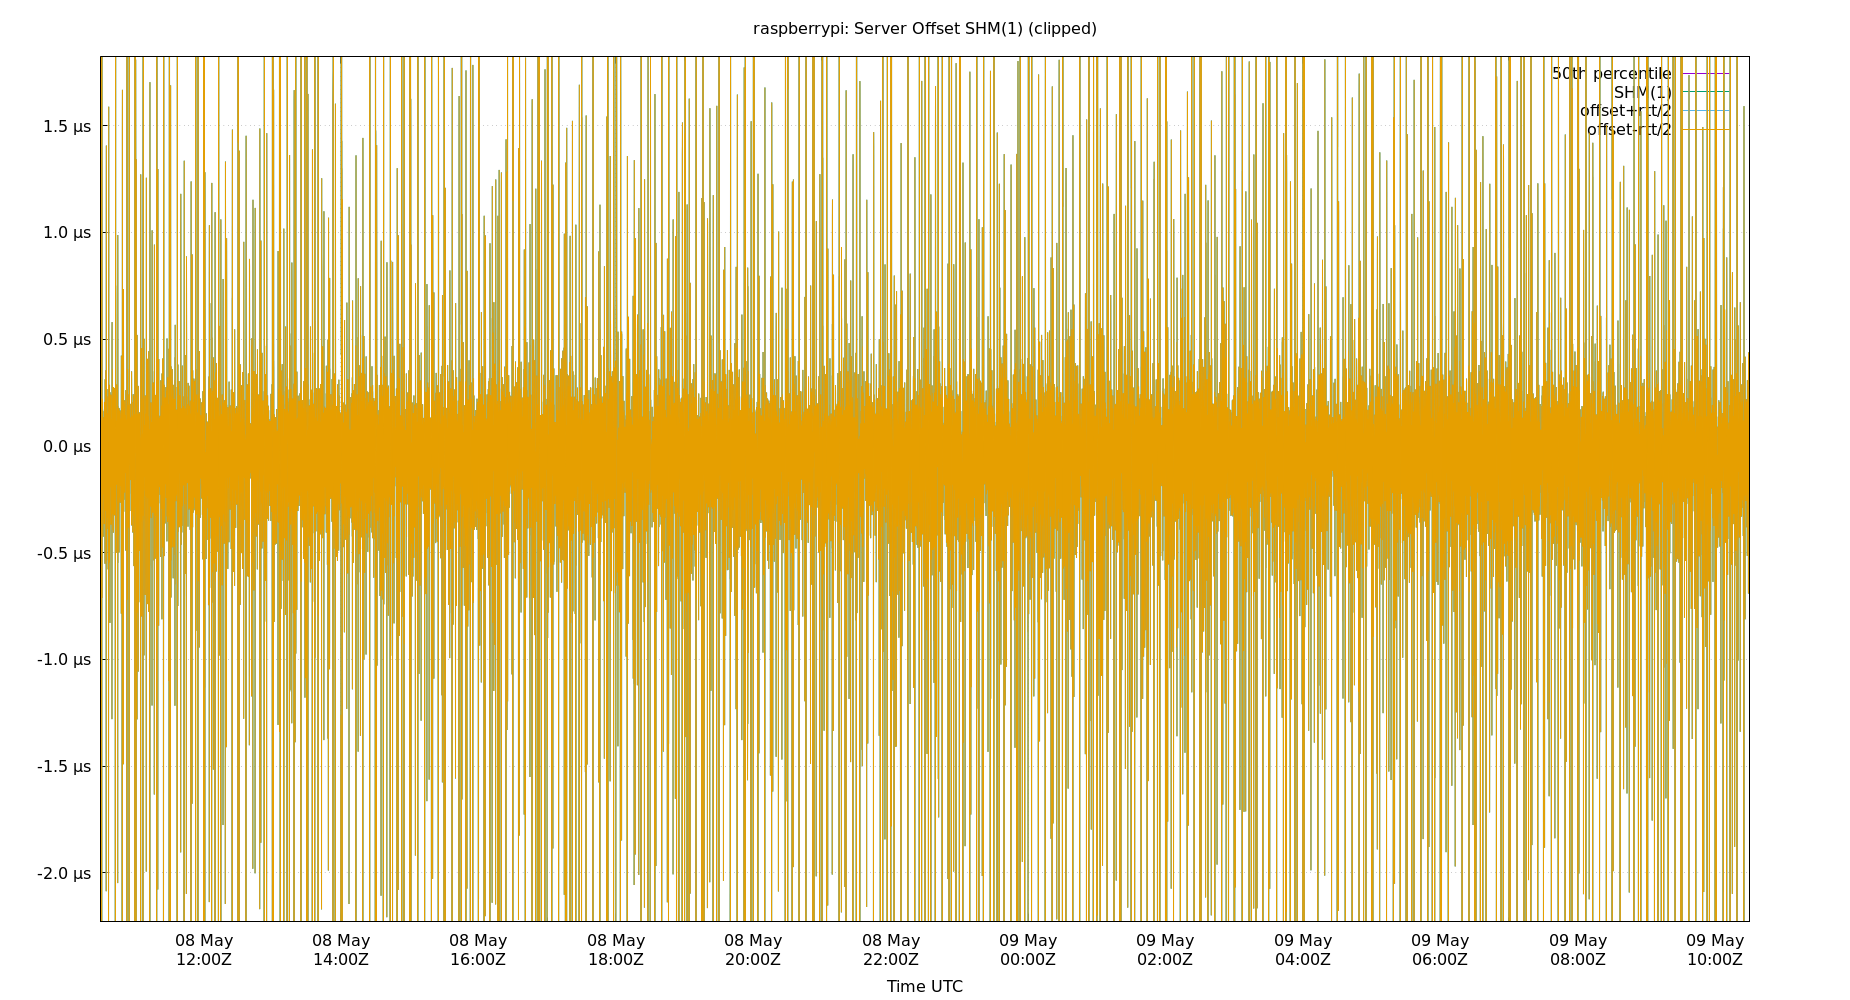 raspberrypi: Server Offset SHM(1) (clipped)
50th percentile
SHM(1)
offset+rtt/2
offset-rtt/2
1.5 µs
1.0 µs
0.5 µs
0.0 µs
-0.5 µs
-1.0 µs
-1.5 µs
-2.0 µs
08 May 08 May 08 May 08 May 08 May 08 May 09 May 09 May 09 May 09 May 09 May 09 May
12:00Z 14:00Z 16:00Z 18:00Z 20:00Z 22:00Z 00:00Z 02:00Z 04:00Z 06:00Z 08:00Z 10:00Z
Time UTC